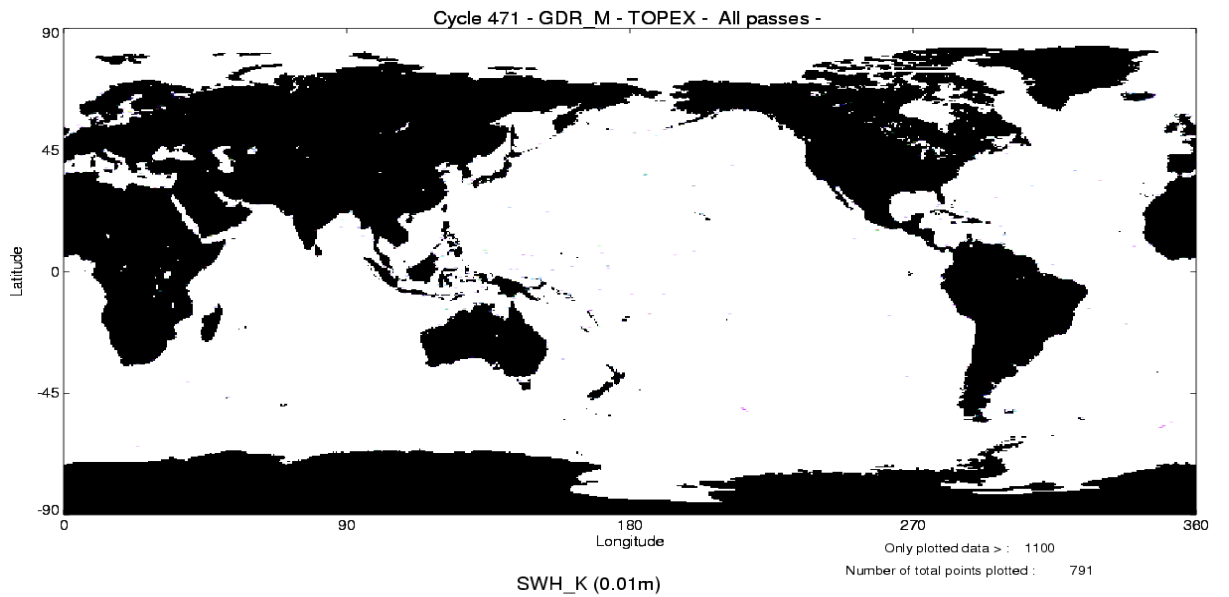 Cycle 471 - GDR_M - TOPEX - All passes -
90
45
0
-45
-90
Latitude
0 90 180 270 360
Longitude
Only plotted data > : 1100
Number of total points plotted : 791
SWH_K (0.01m)